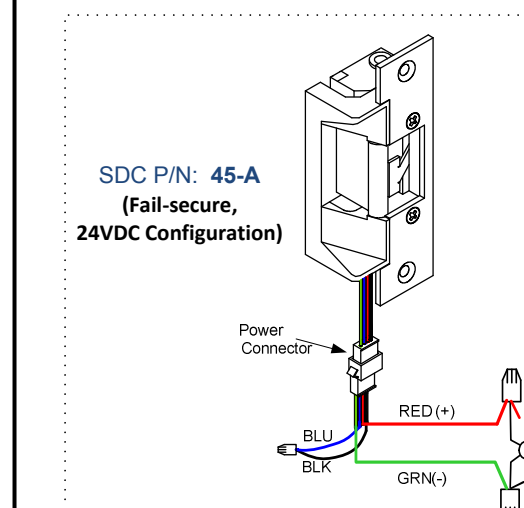 SDC P/N: 45-A
(Fail-secure,
24VDC Configuration)
Power
Connector
RED (+)
BLU
BLK
GRN(-)